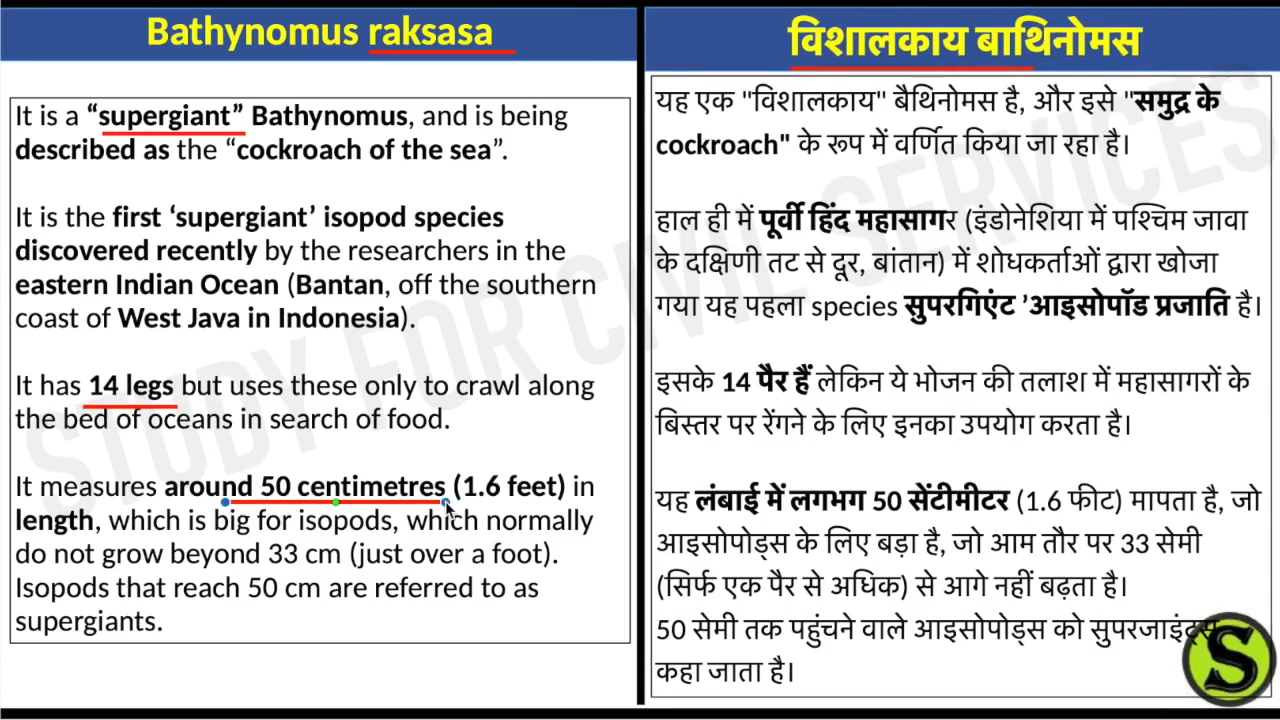 Bathynomus raksasa
It is a “supergiant” Bathynomus, and is being
described as the “cockroach of the sea”.
It is the first ‘supergiant’ isopod species
discovered recently by the researchers in the
eastern Indian Ocean (Bantan, off the southern
coast of West Java in Indonesia).
It has 14 legs but uses these only to crawl along
the bed of oceans in search of food.
It measures around 50 centimetres (1.6 feet) in
length, which is big for isopods, which normally
do not grow beyond 33 cm (just over a foot).
Isopods that reach 50 cm are referred to as
supergiants.
विशालकाय बाथिनोमस
यह एक "विशालकाय" बैथिनोमस है, और इसे "समुद्र के
cockroach" के रूप में वर्णित किया जा रहा है।
हाल ही में पूर्वी हिंद महासागर (इंडोनेशिया में पश्चिम जावा
के दक्षिणी तट से दूर, बांतान) में शोधकर्ताओं द्वारा खोजा
गया यह पहला species सुपरगिएंट ’आइसोपॉड प्रजाति है।
इसके 14 पैर हैं लेकिन ये भोजन की तलाश में महासागरों के
बिस्तर पर रेंगने के लिए इनका उपयोग करता है।
यह लंबाई में लगभग 50 सेंटीमीटर (1.6 फीट) मापता है, जो
आइसोपोड्स के लिए बड़ा है, जो आम तौर पर 33 सेमी
(सिर्फ एक पैर से अधिक) से आगे नहीं बढ़ता है।
50 सेमी तक पहुंचने वाले आइसोपोड्स को सुपरजाइंट्स
कहा जाता है।
STUDY FOR CIVIL SERVICES
S